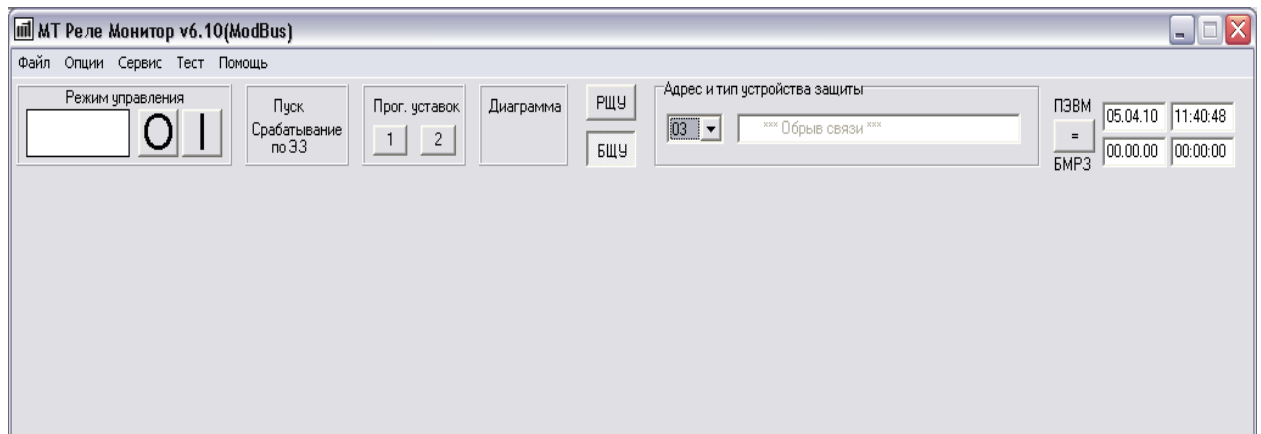 МТ Реле Монитор v6.10(ModBus)
Файл Опции Сервис Тест Помощь
Режим управления
O I
Пуск
Срабатывание
по ЭЗ
Прог. уставок
1 2
Диаграмма
РЩУ
БЩУ
Адрес и тип устройства защиты
03 *** Обрыв связи ***
ПЭВМ
=
БМРЗ
05.04.10 11:40:48
00.00.00 00:00:00